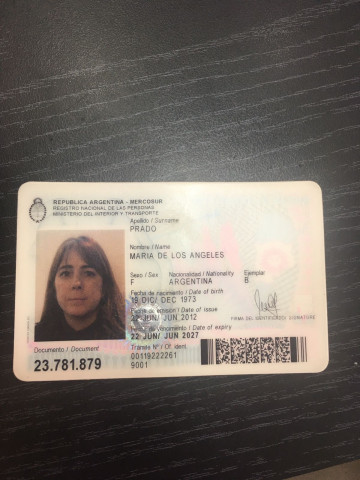 REPUBLICA ARGENTINA - MERCOSUR
REGISTRO NACIONAL DE LAS PERSONAS
MINISTERIO DEL INTERIOR Y TRANSPORTE
Apellido / Surname
PRADO
Nombre / Name
MARIA DE LOS ANGELES
Sexo / Sex Nacionalidad / Nationality Ejemplar
F ARGENTINA B
Fecha de nacimiento / Date of birth
19 DIC/ DEC 1973
Fecha de emisión / Date of issue
22 JUN/ JUN 2012
Fecha de vencimiento / Date of expiry
22 JUN/ JUN 2027
FIRMA DEL IDENTIFICADO/ SIGNATURE
Documento / Document
23.781.879
Trámite Nº / Of. ident.
00119222261
9001